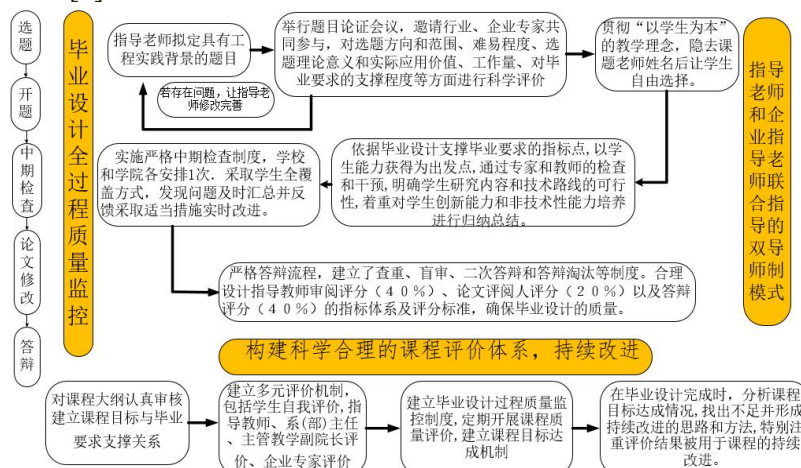 选题
开题
中期检查
论文修改
答辩
毕业设计全过程质量监控
指导老师拟定具有工
程实践背景的题目
举行题目论证会议，邀请行业、企业专家共
同参与，对选题方向和范围、难易程度、选
题理论意义和实际应用价值、工作量、对毕
业要求的支撑程度等方面进行科学评价
贯彻“以学生为本”
的教学理念，隐去课
题老师姓名后让学生
自由选择。
若存在问题，让指导老
师修改完善
实施严格中期检查制度，学校
和学院各安排1次．采取学生全覆
盖方式，发现问题及时汇总并反
馈采取适当措施实时改进。
依据毕业设计支撑毕业要求的指标点，以学
生能力获得为出发点，通过专家和教师的检查
和干预，明确学生研究内容和技术路线的可行
性，着重对学生创新能力和非技术性能力培养
进行归纳总结。
严格答辩流程，建立了查重、盲审、二次答辩和答辩淘汰等制度。合理
设计指导教师审阅评分（４０％）、论文评阅人评分（２０％）以及答辩
评分（４０％）的指标体系及评分标准，确保毕业设计的质量。
指导老师和企业指导老师联合指导的双导师制模式
构建科学合理的课程评价体系，持续改进
对课程大纲认真审核
建立课程目标与毕业
要求支撑关系
建立多元评价机制，
包括学生自我评价，指
导教师、系(部)主任
、主管教学副院长评
价、企业专家评价
建立毕业设计过程质量监
控制度，定期开展课程质
量评价，建立课程目标达
成机制
在毕业设计完成时，分析课程
目标达成情况，找出不足并形成
持续改进的思路和方法，特别注
重评价结果被用于课程的持续
改进。